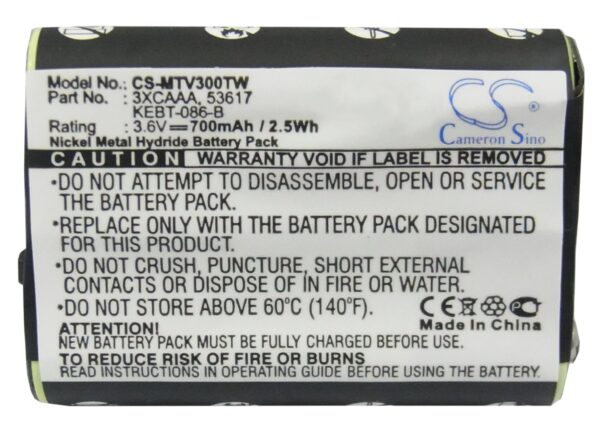 Model No.: CS-MTV300TW
Part No. : 3XCAAA, 53617
KEBT-086-B
Rating : 3.6V 700mAh / 2.5Wh
Nickel Metal Hydride Battery Pack
CS
Cameron Sino
WARRANTY VOID IF LABEL IS REMOVED
•DO NOT ATTEMPT TO DISASSEMBLE, OPEN OR SERVICE
THE BATTERY PACK.
•REPLACE ONLY WITH THE BATTERY PACK DESIGNATED
FOR THIS PRODUCT.
•DO NOT CRUSH, PUNCTURE, SHORT EXTERNAL
CONTACTS OR DISPOSE OF IN FIRE OR WATER.
•DO NOT STORE ABOVE 60°C (140°F).
CE
Made In China
ATTENTION!
NEW BATTERY PACK MUST BE FULLY CHARGED BEFORE USE.
TO REDUCE RISK OF FIRE OR BURNS.
READ INSTRUCTIONS IN OPERATING MANUAL BEFORE CHARGING.